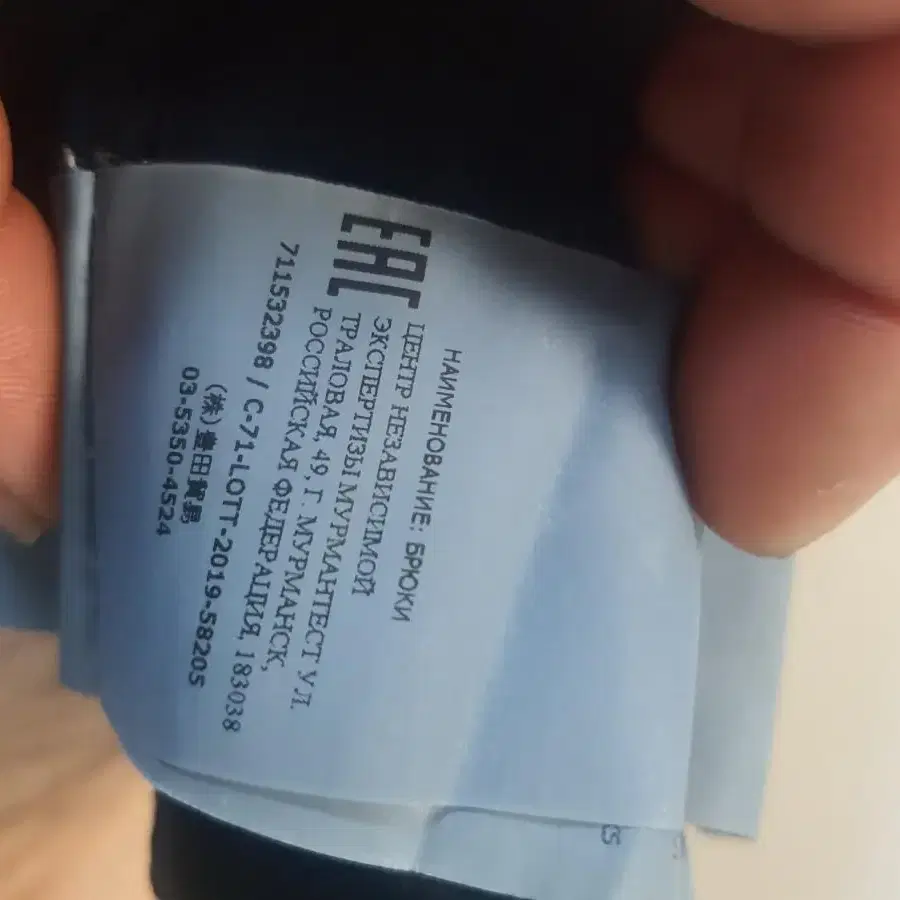 НАИМЕНОВАНИЕ: БРЮКИ
EAC
ЦЕНТР НЕЗАВИСИМОЙ
ЭКСПЕРТИЗЫ МУРМАНТЕСТ УЛ.
ТРАЛОВАЯ, 49, Г. МУРМАНСК,
РОССИЙСКАЯ ФЕДЕРАЦИЯ, 183038
711532398 / C-71-LOTT-2019-58205
(株)豊田貿易
03-5350-4524